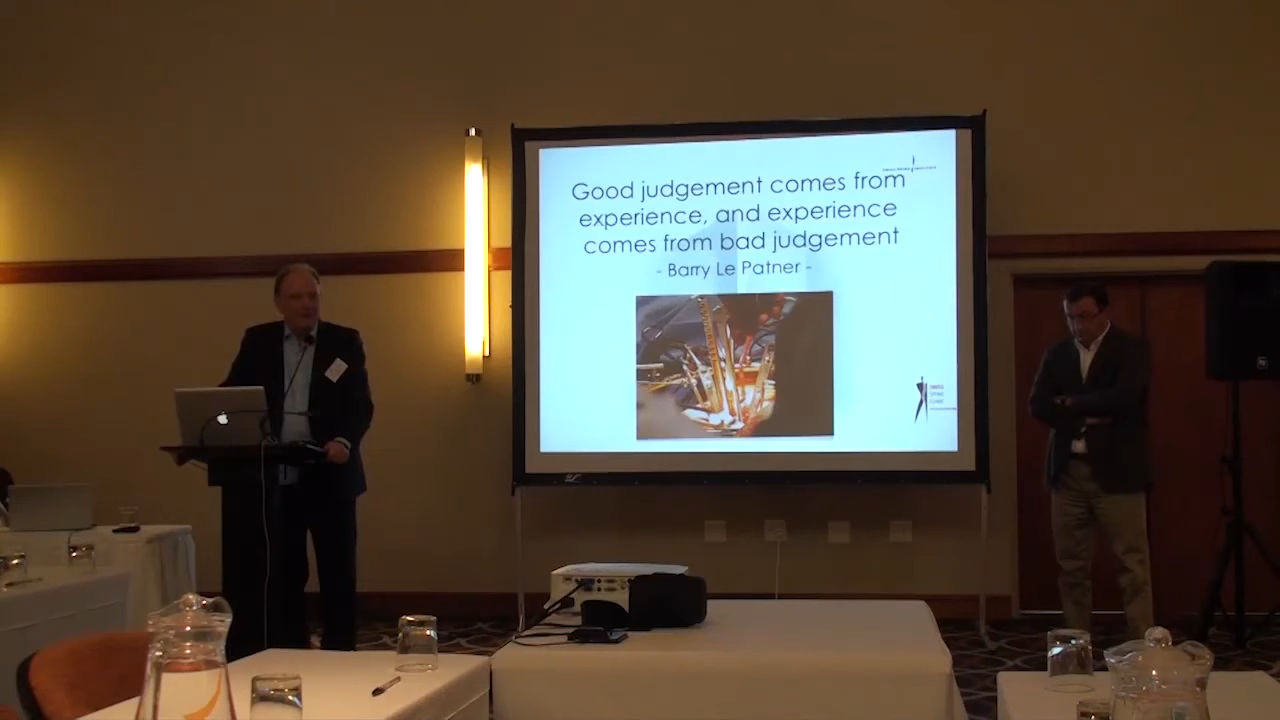 Good judgement comes from
experience, and experience
comes from bad judgement
- Barry Le Patner -